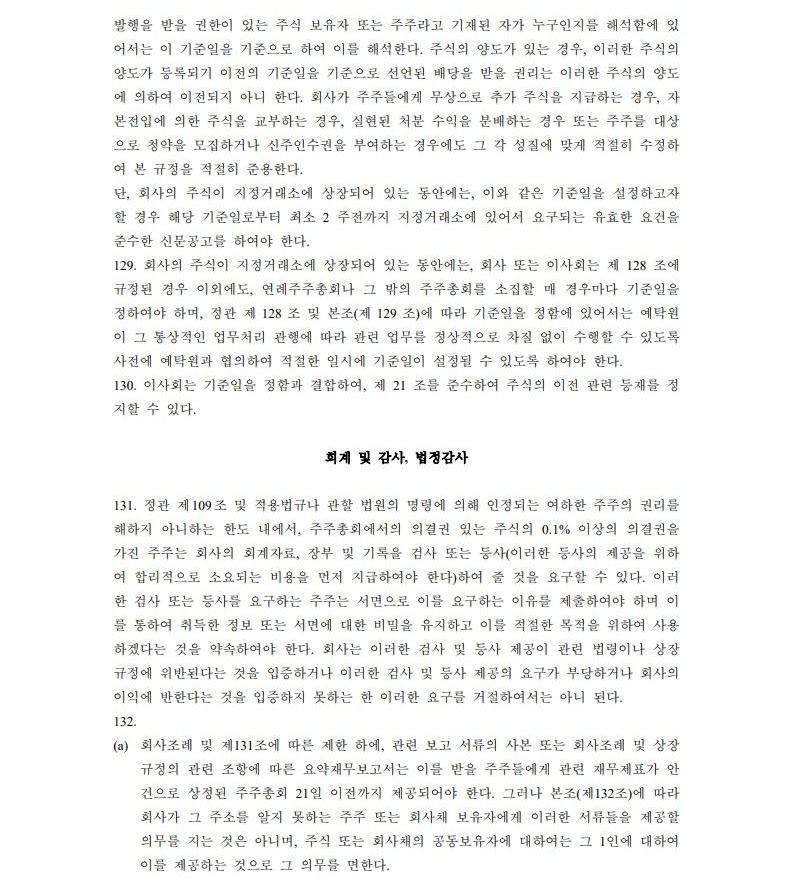 발행을 받을 권한이 있는 주식 보유자 또는 주주라고 기재된 자가 누구인지를 해석함에 있
어서는 이 기준일을 기준으로 하여 이를 해석한다. 주식의 양도가 있는 경우, 이러한 주식의
양도가 등록되기 이전의 기준일을 기준으로 선언된 배당을 받을 권리는 이러한 주식의 양도
에 의하여 이전되지 아니 한다. 회사가 주주들에게 무상으로 추가 주식을 지급하는 경우, 자
본전입에 의한 주식을 교부하는 경우, 실현된 처분 수익을 분배하는 경우 또는 주주를 대상
으로 청약을 모집하거나 신주인수권을 부여하는 경우에도 그 각 성질에 맞게 적절히 수정하
여 본 규정을 적절히 준용한다.
단, 회사의 주식이 지정거래소에 상장되어 있는 동안에는, 이와 같은 기준일을 설정하고자
할 경우 해당 기준일로부터 최소 2 주전까지 지정거래소에 있어서 요구되는 유효한 요건을
준수한 신문공고를 하여야 한다.
129. 회사의 주식이 지정거래소에 상장되어 있는 동안에는, 회사 또는 이사회는 제 128 조에
규정된 경우 이외에도, 연례주주총회나 그 밖의 주주총회를 소집할 매 경우마다 기준일을
정하여야 하며, 정관 제 128 조 및 본조(제 129 조)에 따라 기준일을 정함에 있어서는 예탁원
이 그 통상적인 업무처리 관행에 따라 관련 업무를 정상적으로 차질 없이 수행할 수 있도록
사전에 예탁원과 협의하여 적절한 일시에 기준일이 설정될 수 있도록 하여야 한다.
130. 이사회는 기준일을 정함과 결합하여, 제 21 조를 준수하여 주식의 이전 관련 등재를 정
지할 수 있다.
회계 및 감사, 법정감사
131. 정관 제109조 및 적용법규나 관할 법원의 명령에 의해 인정되는 여하한 주주의 권리를
해하지 아니하는 한도 내에서, 주주총회에서의 의결권 있는 주식의 0.1% 이상의 의결권을
가진 주주는 회사의 회계자료, 장부 및 기록을 검사 또는 등사(이러한 등사의 제공을 위하
여 합리적으로 소요되는 비용을 먼저 지급하여야 한다)하여 줄 것을 요구할 수 있다. 이러
한 검사 또는 등사를 요구하는 주주는 서면으로 이를 요구하는 이유를 제출하여야 하며 이
를 통하여 취득한 정보 또는 서면에 대한 비밀을 유지하고 이를 적절한 목적을 위하여 사용
하겠다는 것을 약속하여야 한다. 회사는 이러한 검사 및 등사 제공이 관련 법령이나 상장
규정에 위반된다는 것을 입증하거나 이러한 검사 및 등사 제공의 요구가 부당하거나 회사의
이익에 반한다는 것을 입증하지 못하는 한 이러한 요구를 거절하여서는 아니 된다.
132.
(a) 회사조례 및 제131조에 따른 제한 하에, 관련 보고 서류의 사본 또는 회사조례 및 상장
규정의 관련 조항에 따른 요약재무보고서는 이를 받을 주주들에게 관련 재무제표가 안
건으로 상정된 주주총회 21일 이전까지 제공되어야 한다. 그러나 본조(제132조)에 따라
회사가 그 주소를 알지 못하는 주주 또는 회사채 보유자에게 이러한 서류들을 제공할
의무를 지는 것은 아니며, 주식 또는 회사채의 공동보유자에 대하여는 그 1인에 대하여
이를 제공하는 것으로 그 의무를 면한다.